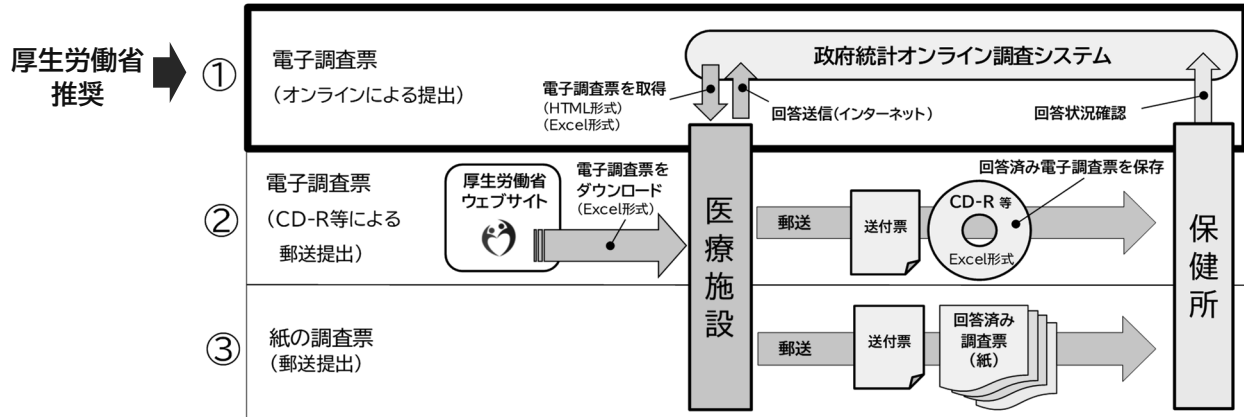 厚生労働省
推奨
①
電子調査票
（オンラインによる提出）
政府統計オンライン調査システム
電子調査票を取得
（HTML形式）
（Excel形式）
回答送信（インターネット）
回答状況確認
②
電子調査票
（CD-R等による
郵送提出）
厚生労働省
ウェブサイト
電子調査票を
ダウンロード
（Excel形式）
医療施設
郵送
送付票
CD-R 等
Excel形式
回答済み電子調査票を保存
保健所
③
紙の調査票
（郵送提出）
郵送
送付票
回答済み
調査票
（紙）